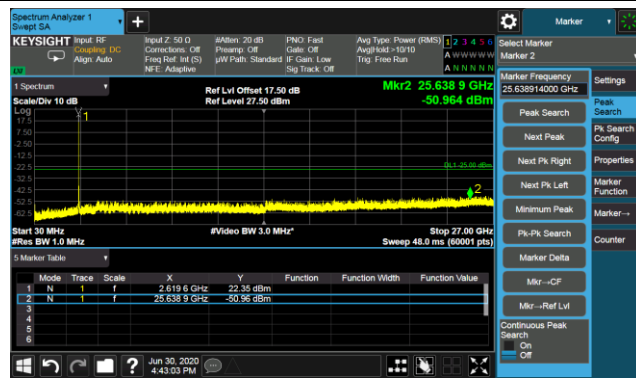 Spectrum Analyzer 1
Swept SA
Marker
KEYSIGHT
Input: RF
Coupling: DC
Align: Auto
Input Z: 50 Ω
Corrections: Off
Freq Ref: Int (S)
NFE: Adaptive
#Atten: 20 dB
Preamp: Off
µW Path: Standard
PNO: Fast
Gate: Off
IF Gain: Low
Sig Track: Off
Avg Type: Power (RMS)
Avg|Hold:>10/10
Trig: Free Run
1 2 3 4 5 6
A W W W W W
A N N N N N
LXI
Select Marker
Marker 2
1 Spectrum
Scale/Div 10 dB
Ref Lvl Offset 17.50 dB
Ref Level 27.50 dBm
Mkr2 25.638 9 GHz
-50.964 dBm
Log
17.5
7.50
-2.50
-12.5
-22.5
-32.5
-42.5
-52.5
-62.5
1
DL1 -25.00 dBm
2
Start 30 MHz
#Video BW 3.0 MHz*
Stop 27.00 GHz
#Res BW 1.0 MHz
Sweep 48.0 ms (60001 pts)
5 Marker Table
Mode Trace Scale X Y Function Function Width Function Value
1 N 1 f 2.619 6 GHz 22.35 dBm
2 N 1 f 25.638 9 GHz -50.96 dBm
3
4
5
6
Marker Frequency
25.638914000 GHz
Peak Search
Next Peak
Next Pk Right
Next Pk Left
Minimum Peak
Pk-Pk Search
Marker Delta
Mkr→CF
Mkr→Ref Lvl
Continuous Peak
Search
On
Off
Settings
Peak
Search
Pk Search
Config
Properties
Marker
Function
Marker→
Counter
Jun 30, 2020
4:43:03 PM